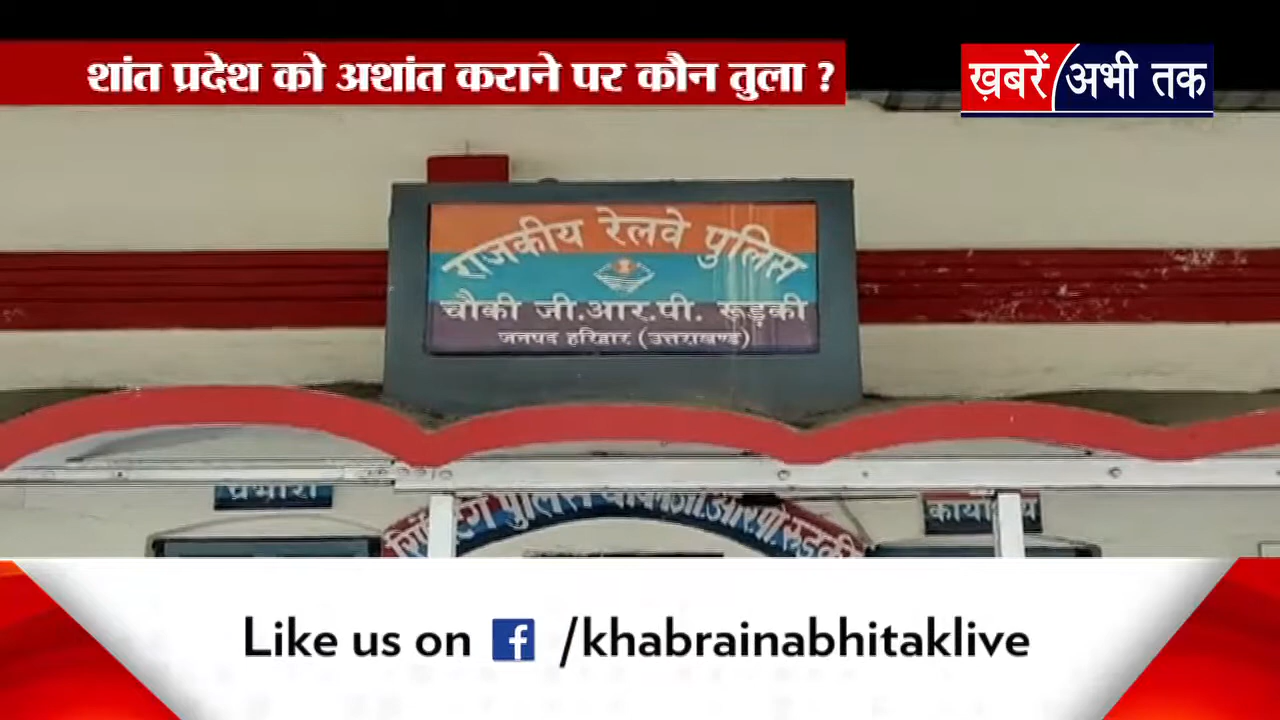 शांत प्रदेश को अशांत कराने पर कौन तुला ?
ख़बरें अभी तक
राजकीय रेलवे पुलिस
चौकी जी.आर.पी. रूड़की
जनपद हरिद्वार (उत्तराखण्ड)
प्रभारी
रिपोर्टिंग पुलिस चौकी जी.आर.पी. रुड़की
कार्यालय
Like us on f /khabrainabhitaklive